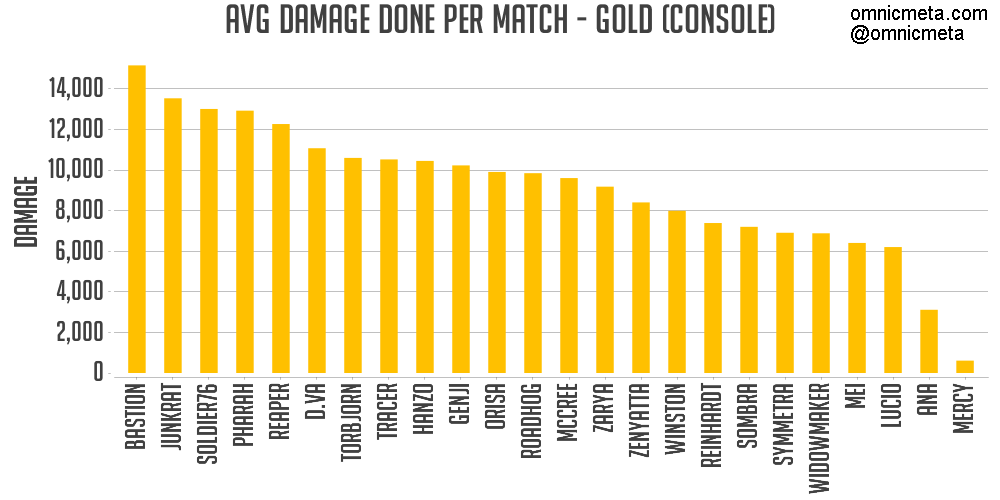 AVG DAMAGE DONE PER MATCH - GOLD (CONSOLE)
omnicmeta.com
@omnicmeta
DAMAGE
14,000
12,000
10,000
8,000
6,000
4,000
2,000
0
BASTION
JUNKRAT
SOLDIER76
PHARAH
REAPER
D.VA
TORBJORN
TRACER
HANZO
GENJI
ORISA
ROADHOG
MCCREE
ZARYA
ZENYATTA
WINSTON
REINHARDT
SOMBRA
SYMMETRA
WIDOWMAKER
MEI
LUCIO
ANA
MERCY